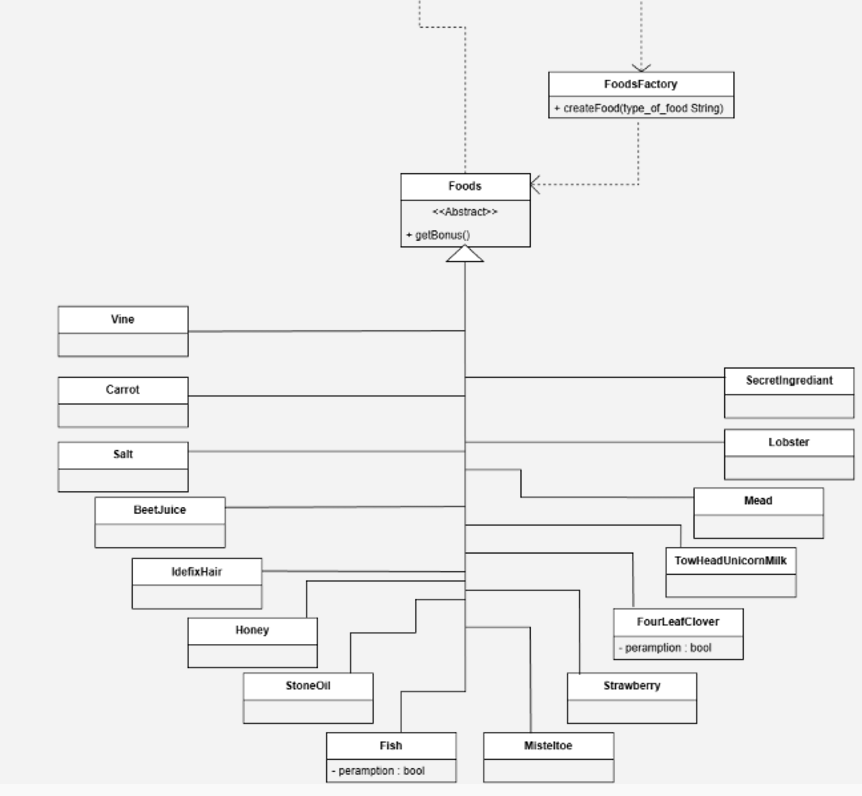 FoodsFactory
+ createFood(type_of_food String)
Foods
<<Abstract>>
+ getBonus()
Vine
SecretIngrediant
Carrot
Lobster
Salt
Mead
BeetJuice
TowHeadUnicornMilk
IdefixHair
FourLeafClover
- peramption : bool
Honey
StoneOil
Strawberry
Fish
- peramption : bool
Misteltoe